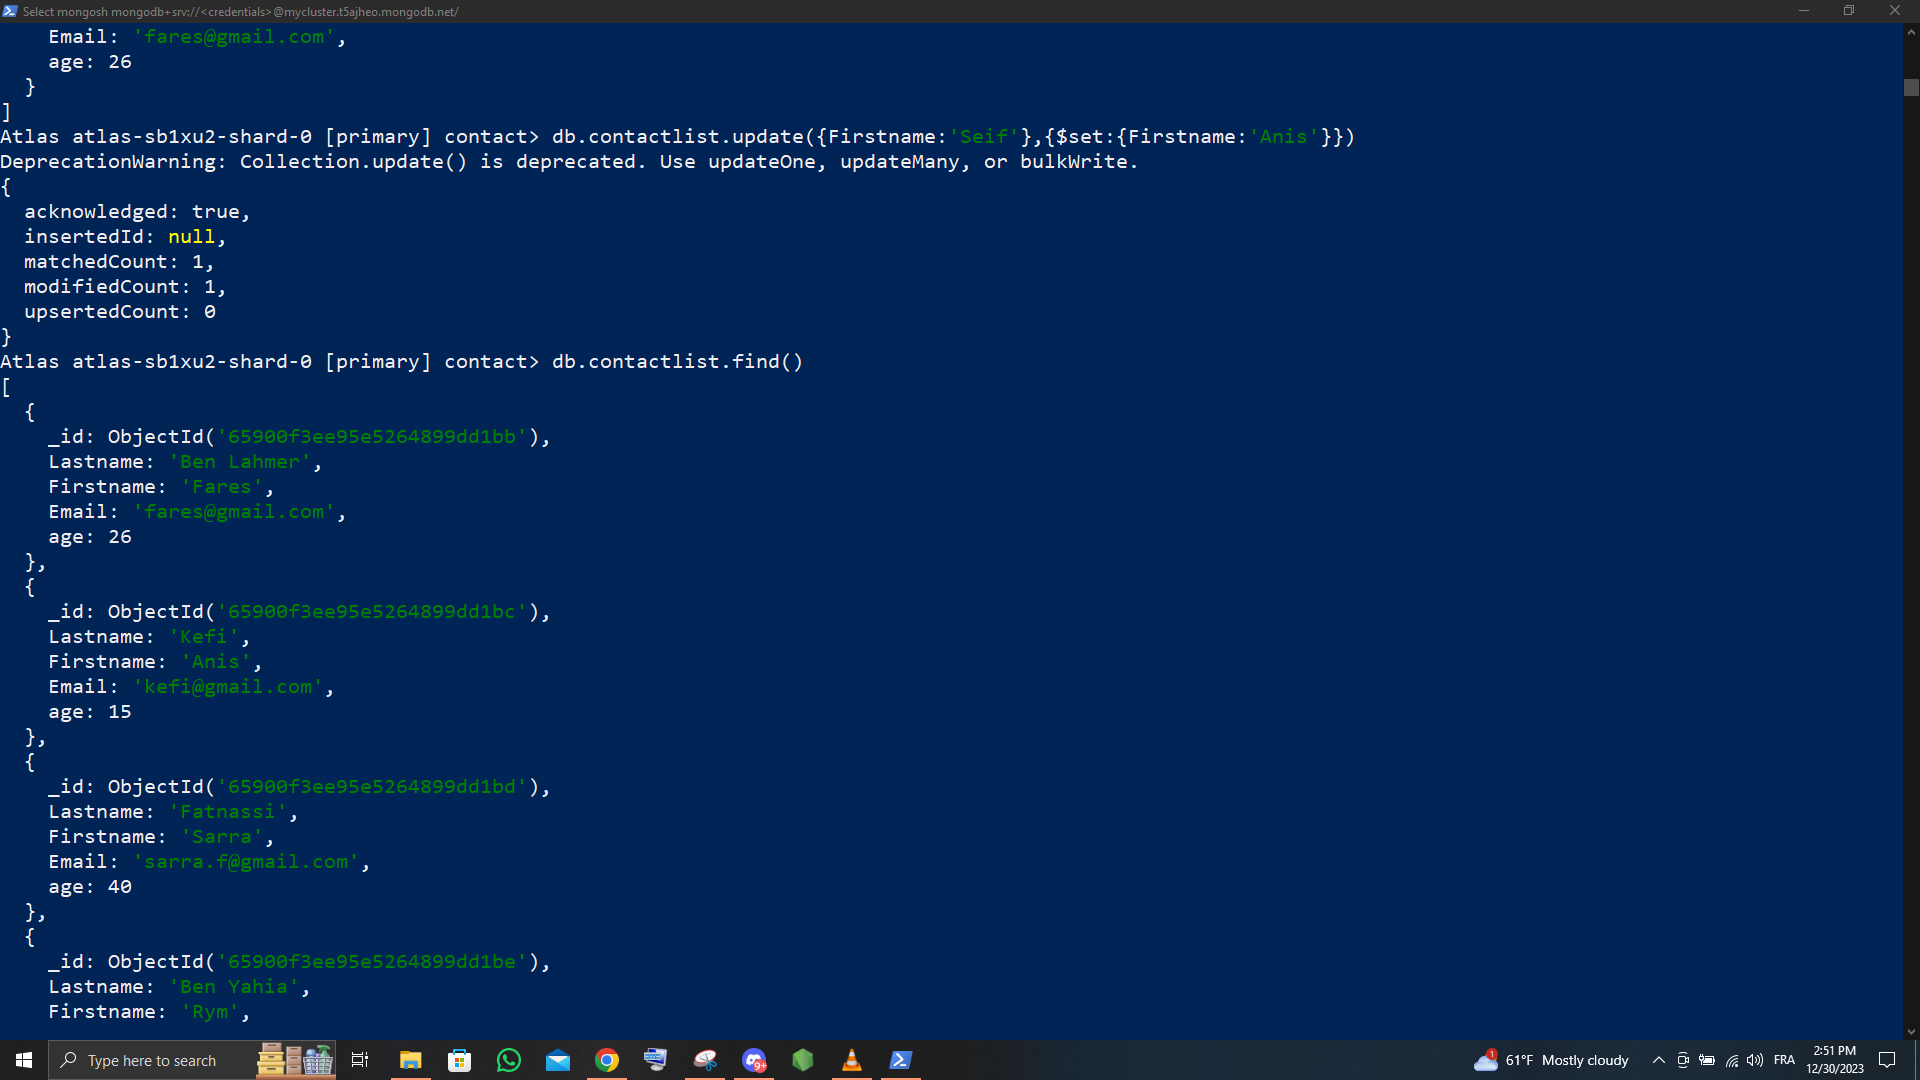 Select mongosh mongodb+srv://<credentials>@mycluster.t5ajheo.mongodb.net/
    Email: 'fares@gmail.com',
    age: 26
  }
]
Atlas atlas-sb1xu2-shard-0 [primary] contact> db.contactlist.update({Firstname:'Seif'},{$set:{Firstname:'Anis'}})
DeprecationWarning: Collection.update() is deprecated. Use updateOne, updateMany, or bulkWrite.
{
  acknowledged: true,
  insertedId: null,
  matchedCount: 1,
  modifiedCount: 1,
  upsertedCount: 0
}
Atlas atlas-sb1xu2-shard-0 [primary] contact> db.contactlist.find()
[
  {
    _id: ObjectId('65900f3ee95e5264899dd1bb'),
    Lastname: 'Ben Lahmer',
    Firstname: 'Fares',
    Email: 'fares@gmail.com',
    age: 26
  },
  {
    _id: ObjectId('65900f3ee95e5264899dd1bc'),
    Lastname: 'Kefi',
    Firstname: 'Anis',
    Email: 'kefi@gmail.com',
    age: 15
  },
  {
    _id: ObjectId('65900f3ee95e5264899dd1bd'),
    Lastname: 'Fatnassi',
    Firstname: 'Sarra',
    Email: 'sarra.f@gmail.com',
    age: 40
  },
  {
    _id: ObjectId('65900f3ee95e5264899dd1be'),
    Lastname: 'Ben Yahia',
    Firstname: 'Rym',
Type here to search
9+
1
61°F Mostly cloudy
FRA
2:51 PM
12/30/2023